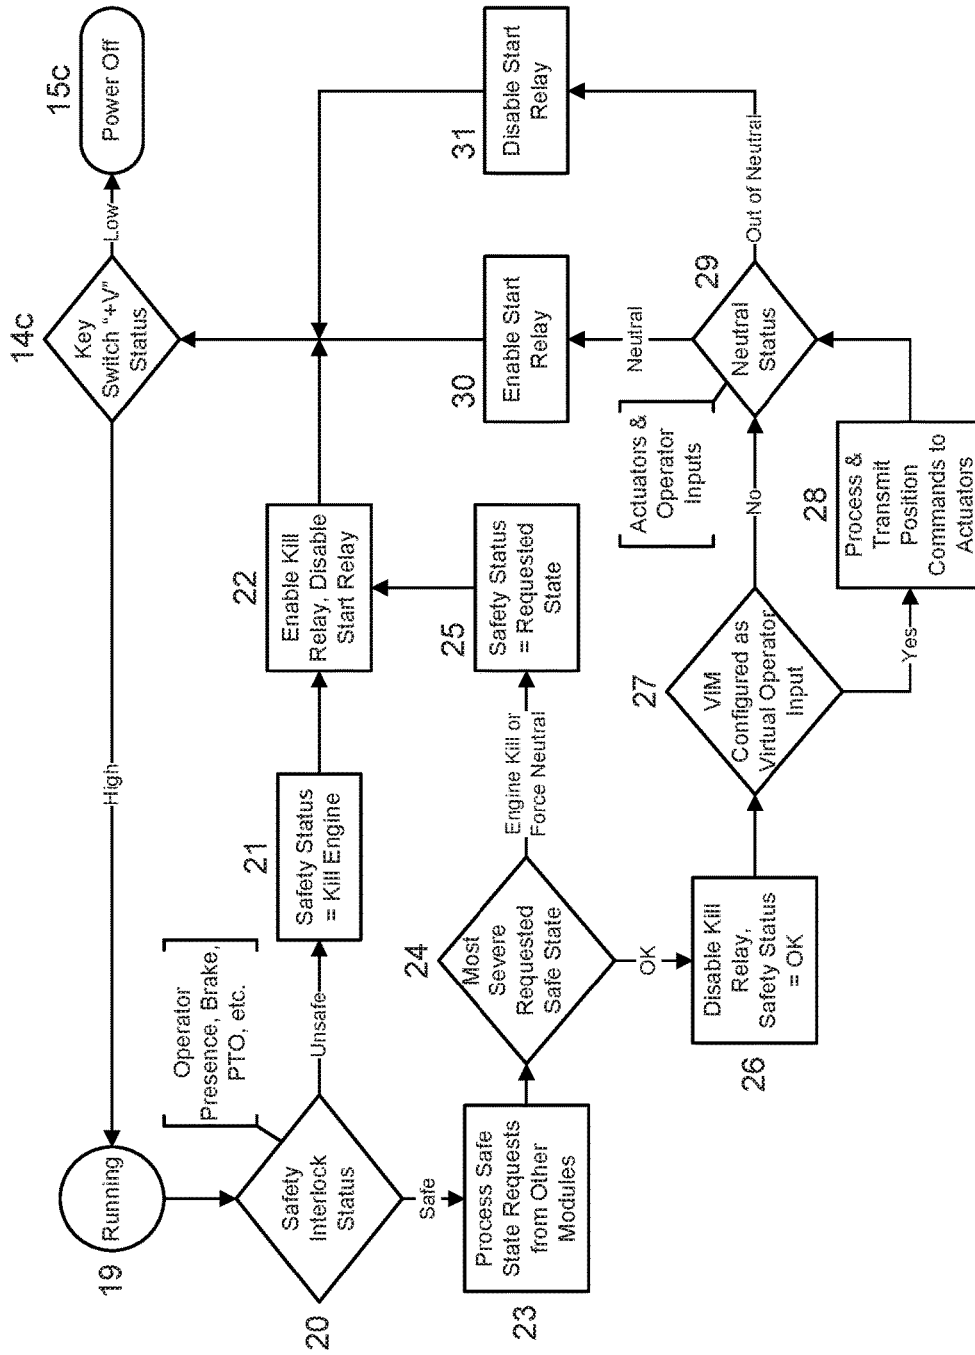 19
Running
High
14c
Key
Switch "+V"
Status
Low
15c
Power Off
20
Safety
Interlock
Status
Operator
Presence, Brake,
PTO, etc.
Unsafe
21
Safety Status
= Kill Engine
22
Enable Kill
Relay, Disable
Start Relay
Safe
23
Process Safe
State Requests
from Other
Modules
24
Most
Severe
Requested
Safe State
Engine Kill or
Force Neutral
25
Safety Status
= Requested
State
OK
26
Disable Kill
Relay,
Safety Status
= OK
27
VIM
Configured as
Virtual Operator
Input
No
Yes
28
Process &
Transmit
Position
Commands to
Actuators
Actuators &
Operator
Inputs
29
Neutral
Status
Neutral
30
Enable Start
Relay
Out of Neutral
31
Disable Start
Relay